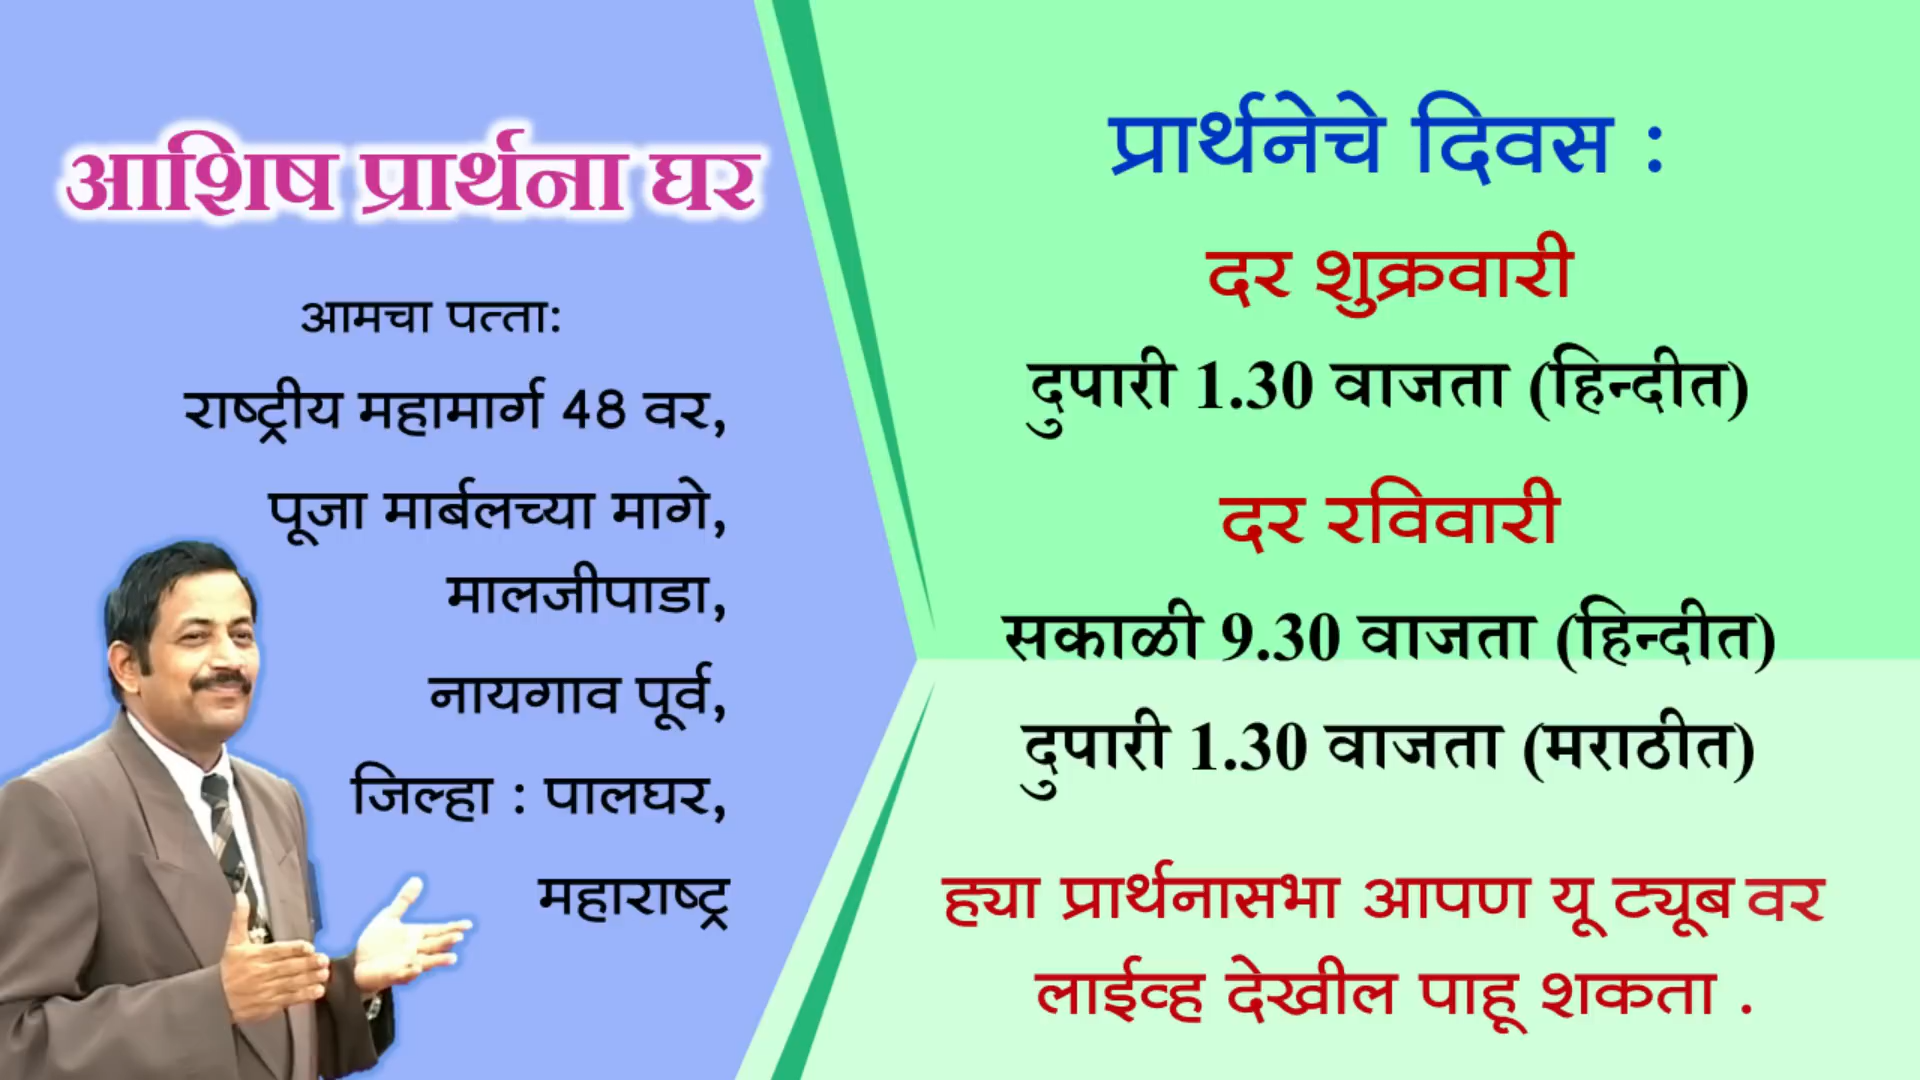 आशिष प्रार्थना घर
आमचा पत्ता:
राष्ट्रीय महामार्ग 48 वर,
पूजा मार्बलच्या मागे,
मालजीपाडा,
नायगाव पूर्व,
जिल्हा : पालघर,
महाराष्ट्र
प्रार्थनेचे दिवस :
दर शुक्रवारी
दुपारी 1.30 वाजता (हिन्दीत)
दर रविवारी
सकाळी 9.30 वाजता (हिन्दीत)
दुपारी 1.30 वाजता (मराठीत)
ह्या प्रार्थनासभा आपण यू ट्यूब वर
लाईव्ह देखील पाहू शकता .